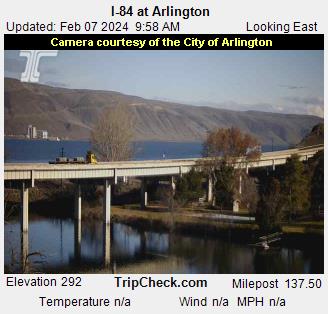 I-84 at Arlington
Updated: Feb 07 2024 9:58 AM Looking East
Camera courtesy of the City of Arlington
Elevation 292 TripCheck.com Milepost 137.50
Temperature n/a Wind n/a MPH n/a